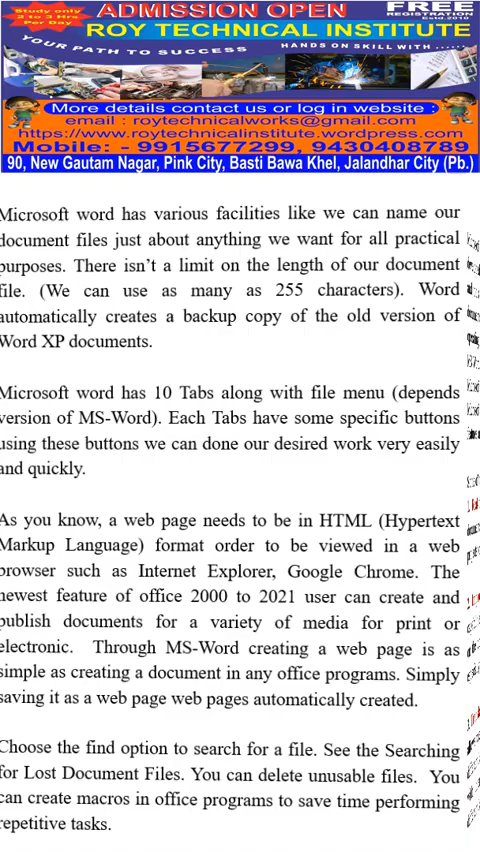 Study only
2 to 3 Hrs
Per Day
ADMISSION OPEN
FREE
REGISTRATION
Estd.2010
ROY TECHNICAL INSTITUTE
YOUR PATH TO SUCCESS
HANDS ON SKILL WITH ......
More details contact us or log in website :
email : roytechnicalworks@gmail.com
https://www.roytechnicalinstitute.wordpress.com
Mobile: - 9915677299, 9430408789
90, New Gautam Nagar, Pink City, Basti Bawa Khel, Jalandhar City (Pb.)
Microsoft word has various facilities like we can name our
document files just about anything we want for all practical
purposes. There isn’t a limit on the length of our document
file. (We can use as many as 255 characters). Word
automatically creates a backup copy of the old version of
Word XP documents.
Microsoft word has 10 Tabs along with file menu (depends
version of MS-Word). Each Tabs have some specific buttons
using these buttons we can done our desired work very easily
and quickly.
As you know, a web page needs to be in HTML (Hypertext
Markup Language) format order to be viewed in a web
browser such as Internet Explorer, Google Chrome. The
newest feature of office 2000 to 2021 user can create and
publish documents for a variety of media for print or
electronic. Through MS-Word creating a web page is as
simple as creating a document in any office programs. Simply
saving it as a web page web pages automatically created.
Choose the find option to search for a file. See the Searching
for Lost Document Files. You can delete unusable files. You
can create macros in office programs to save time performing
repetitive tasks.